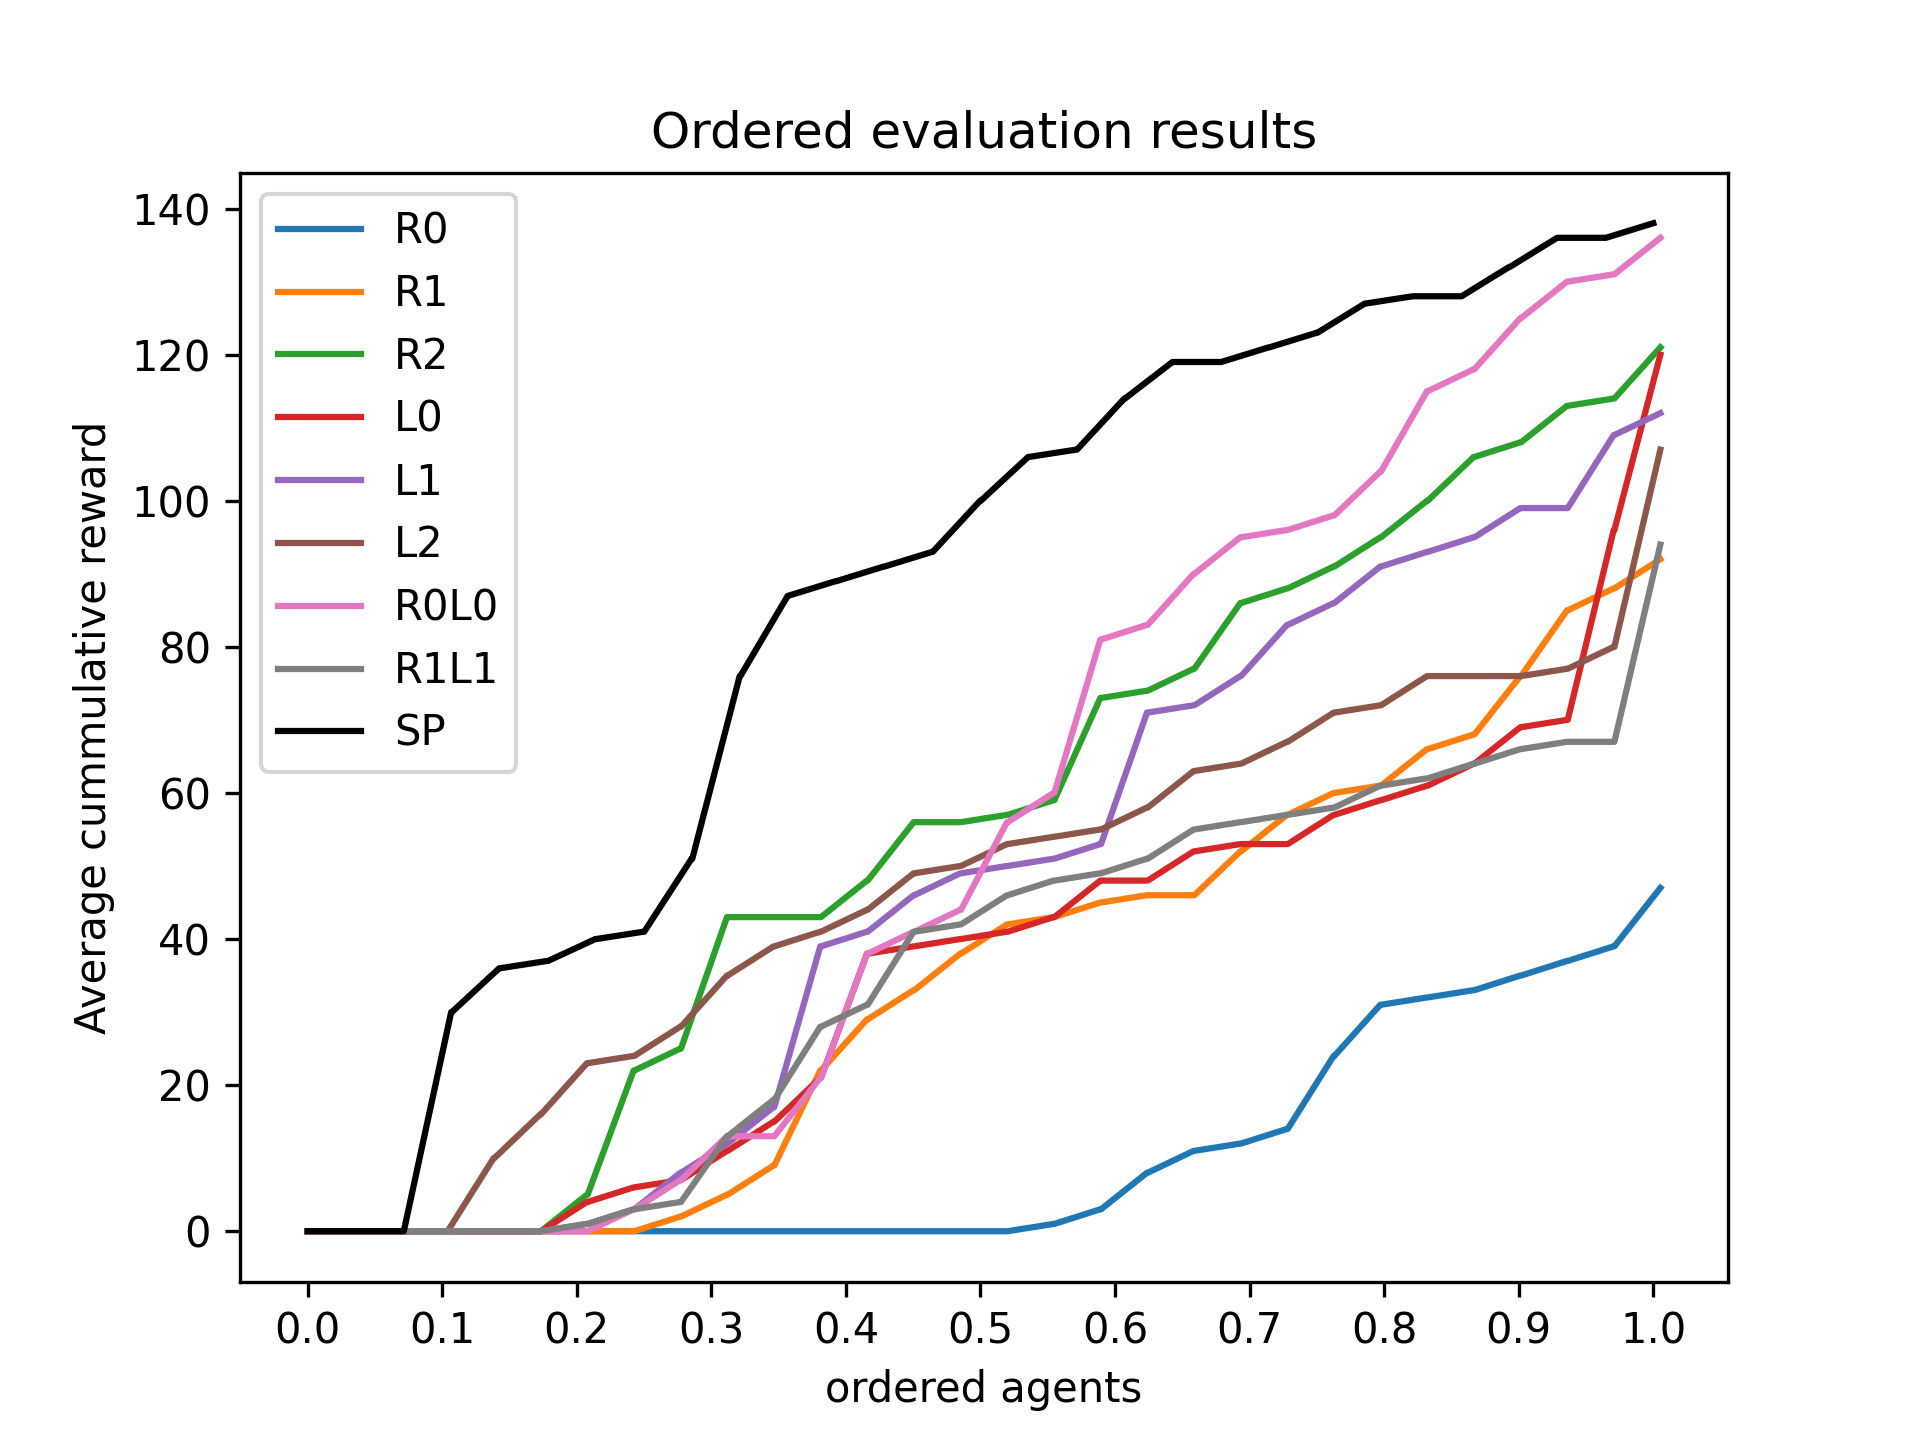 Ordered evaluation results
Average cummulative reward
140
120
100
80
60
40
20
0
R0
R1
R2
L0
L1
L2
R0L0
R1L1
SP
0.0 0.1 0.2 0.3 0.4 0.5 0.6 0.7 0.8 0.9 1.0
ordered agents